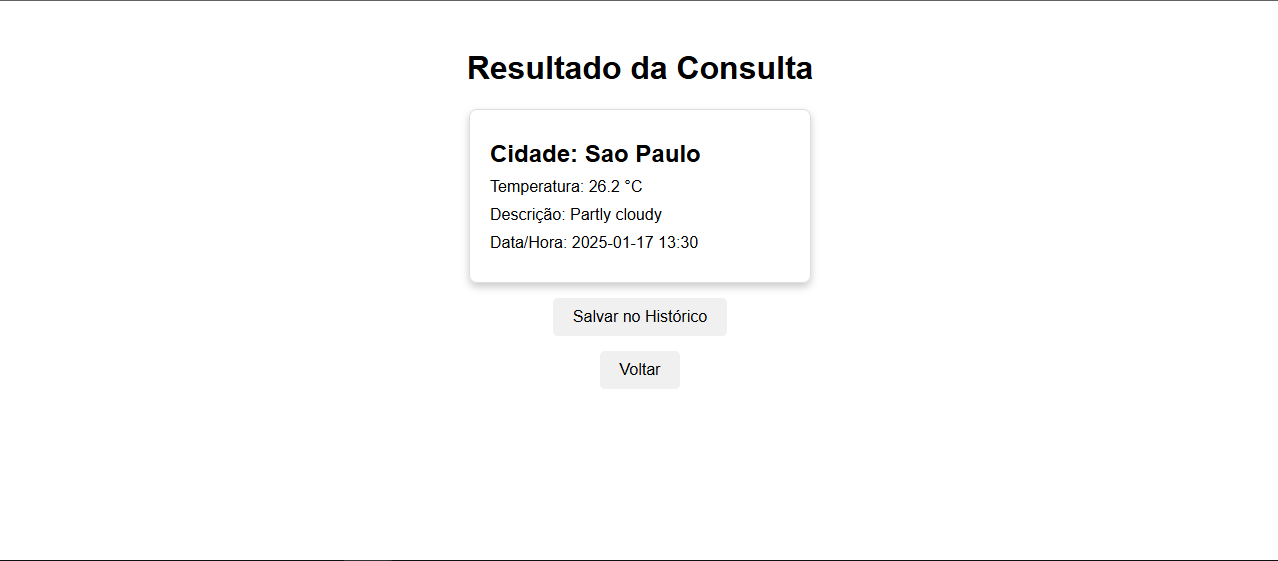 Resultado da Consulta
Cidade: Sao Paulo
Temperatura: 26.2 °C
Descrição: Partly cloudy
Data/Hora: 2025-01-17 13:30
Salvar no Histórico
Voltar